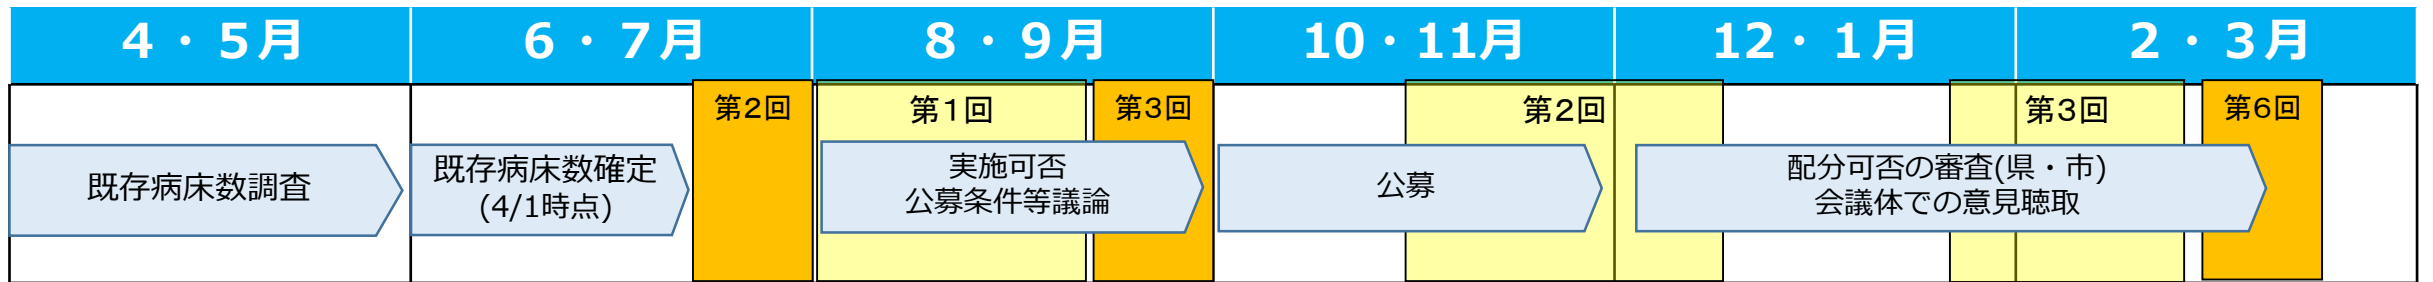 ４・５月
６・７月
８・９月
10・11月
12・１月
２・３月
第2回
第１回
第3回
第２回
第３回
第6回
既存病床数調査
既存病床数確定
(4/1時点)
実施可否
公募条件等議論
公募
配分可否の審査(県・市)
会議体での意見聴取